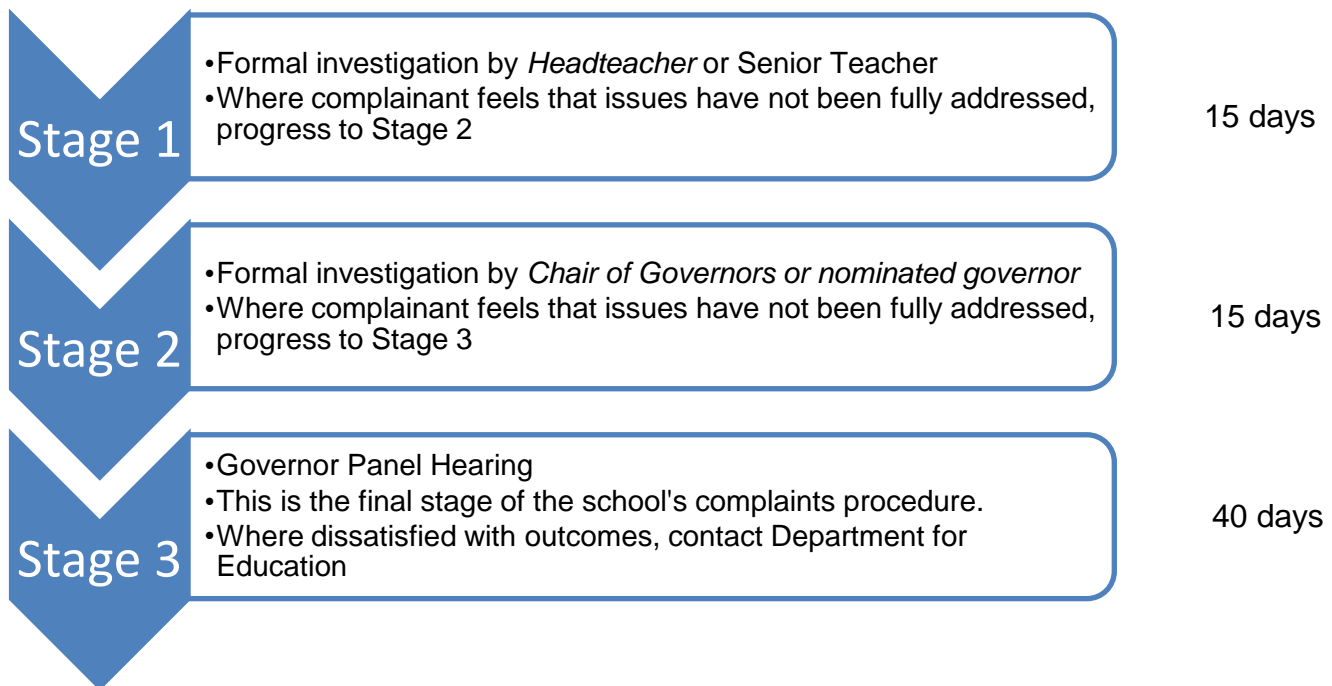 Stage 1
•Formal investigation by Headteacher or Senior Teacher
•Where complainant feels that issues have not been fully addressed,
progress to Stage 2
15 days
Stage 2
•Formal investigation by Chair of Governors or nominated governor
•Where complainant feels that issues have not been fully addressed,
progress to Stage 3
15 days
Stage 3
•Governor Panel Hearing
•This is the final stage of the school's complaints procedure.
•Where dissatisfied with outcomes, contact Department for
Education
40 days